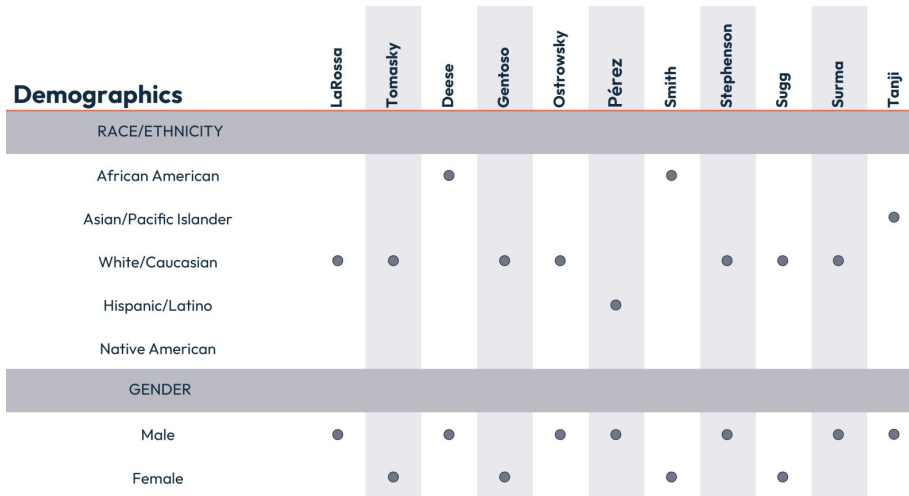 Demographics
LaRossa
Tomasky
Deese
Gentoso
Ostrowsky
Pérez
Smith
Stephenson
Sugg
Surma
Tanji
RACE/ETHNICITY
African American
Asian/Pacific Islander
White/Caucasian
Hispanic/Latino
Native American
GENDER
Male
Female